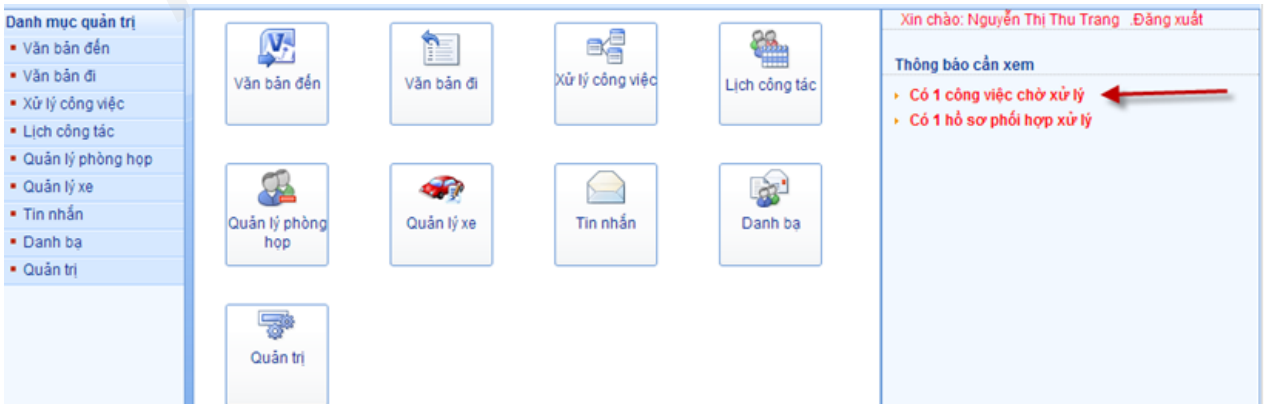 Danh mục quản trị
Văn bản đến
Văn bản đi
Xử lý công việc
Lịch công tác
Quản lý phòng họp
Quản lý xe
Tin nhắn
Danh bạ
Quản trị
Văn bản đến
Văn bản đi
Xử lý công việc
Lịch công tác
Quản lý phòng
họp
Quản lý xe
Tin nhắn
Danh bạ
Quản trị
Xin chào: Nguyễn Thị Thu Trang .Đăng xuất
Thông báo cần xem
Có 1 công việc chờ xử lý
Có 1 hồ sơ phối hợp xử lý